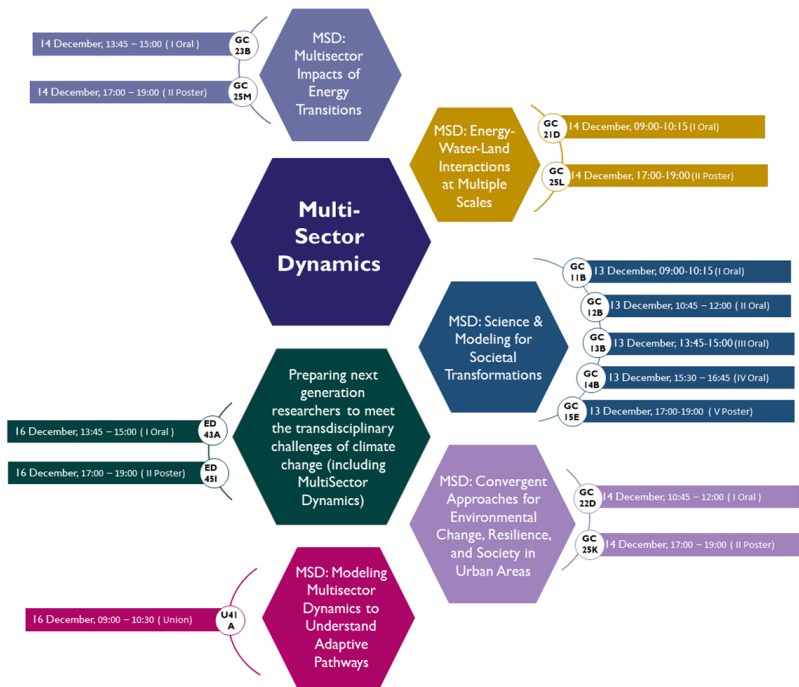 14 December, 13:45 – 15:00 ( I Oral )
GC
23B
14 December, 17:00 – 19:00 ( II Poster)
GC
25M
MSD:
Multisector
Impacts of
Energy
Transitions
MSD: Energy-
Water-Land
Interactions
at Multiple
Scales
GC
21D
14 December, 09:00-10:15 (I Oral)
GC
25L
14 December, 17:00-19:00 (II Poster)
Multi-
Sector
Dynamics
MSD: Science &
Modeling for
Societal
Transformations
GC
11B
13 December, 09:00-10:15 (I Oral)
GC
12B
13 December, 10:45 – 12:00 ( II Oral)
GC
13B
13 December, 13:45-15:00 (III Oral)
GC
14B
13 December, 15:30 – 16:45 (IV Oral)
GC
15E
13 December, 17:00-19:00 ( V Poster)
Preparing next
generation
researchers to meet
the transdisciplinary
challenges of climate
change (including
MultiSector
Dynamics)
16 December, 13:45 – 15:00 ( I Oral )
ED
43A
16 December, 17:00 – 19:00 ( II Poster)
ED
45I
MSD: Convergent
Approaches for
Environmental
Change, Resilience,
and Society in
Urban Areas
GC
22D
14 December, 10:45 – 12:00 ( I Oral )
GC
25K
14 December, 17:00 – 19:00 ( II Poster)
MSD: Modeling
Multisector
Dynamics to
Understand
Adaptive
Pathways
16 December, 09:00 – 10:30 ( Union)
U41
A